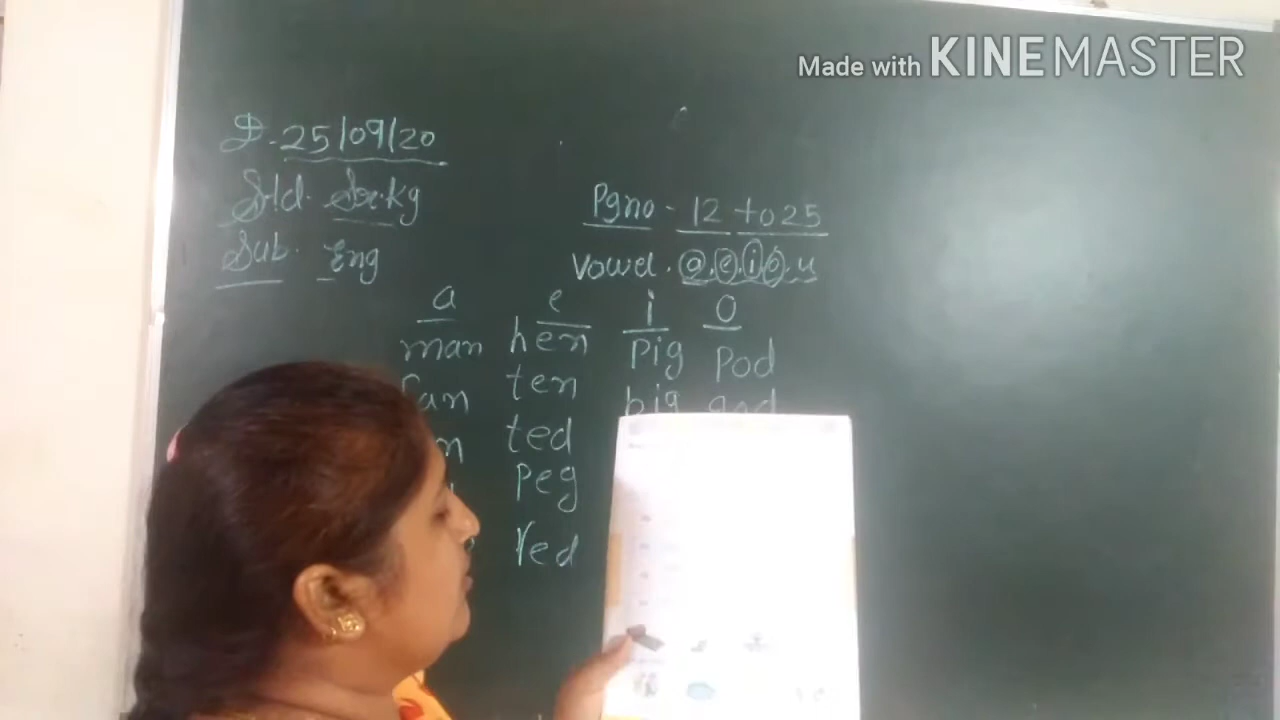 Made with KINEMASTER
D. 25/09/20
Std. Sr.kg
Pgno - 12 to 25
Sub. Eng
Vowel. a.e.i.o.u
a e i o
man hen Pig Pod
ten big
ted
Peg
red